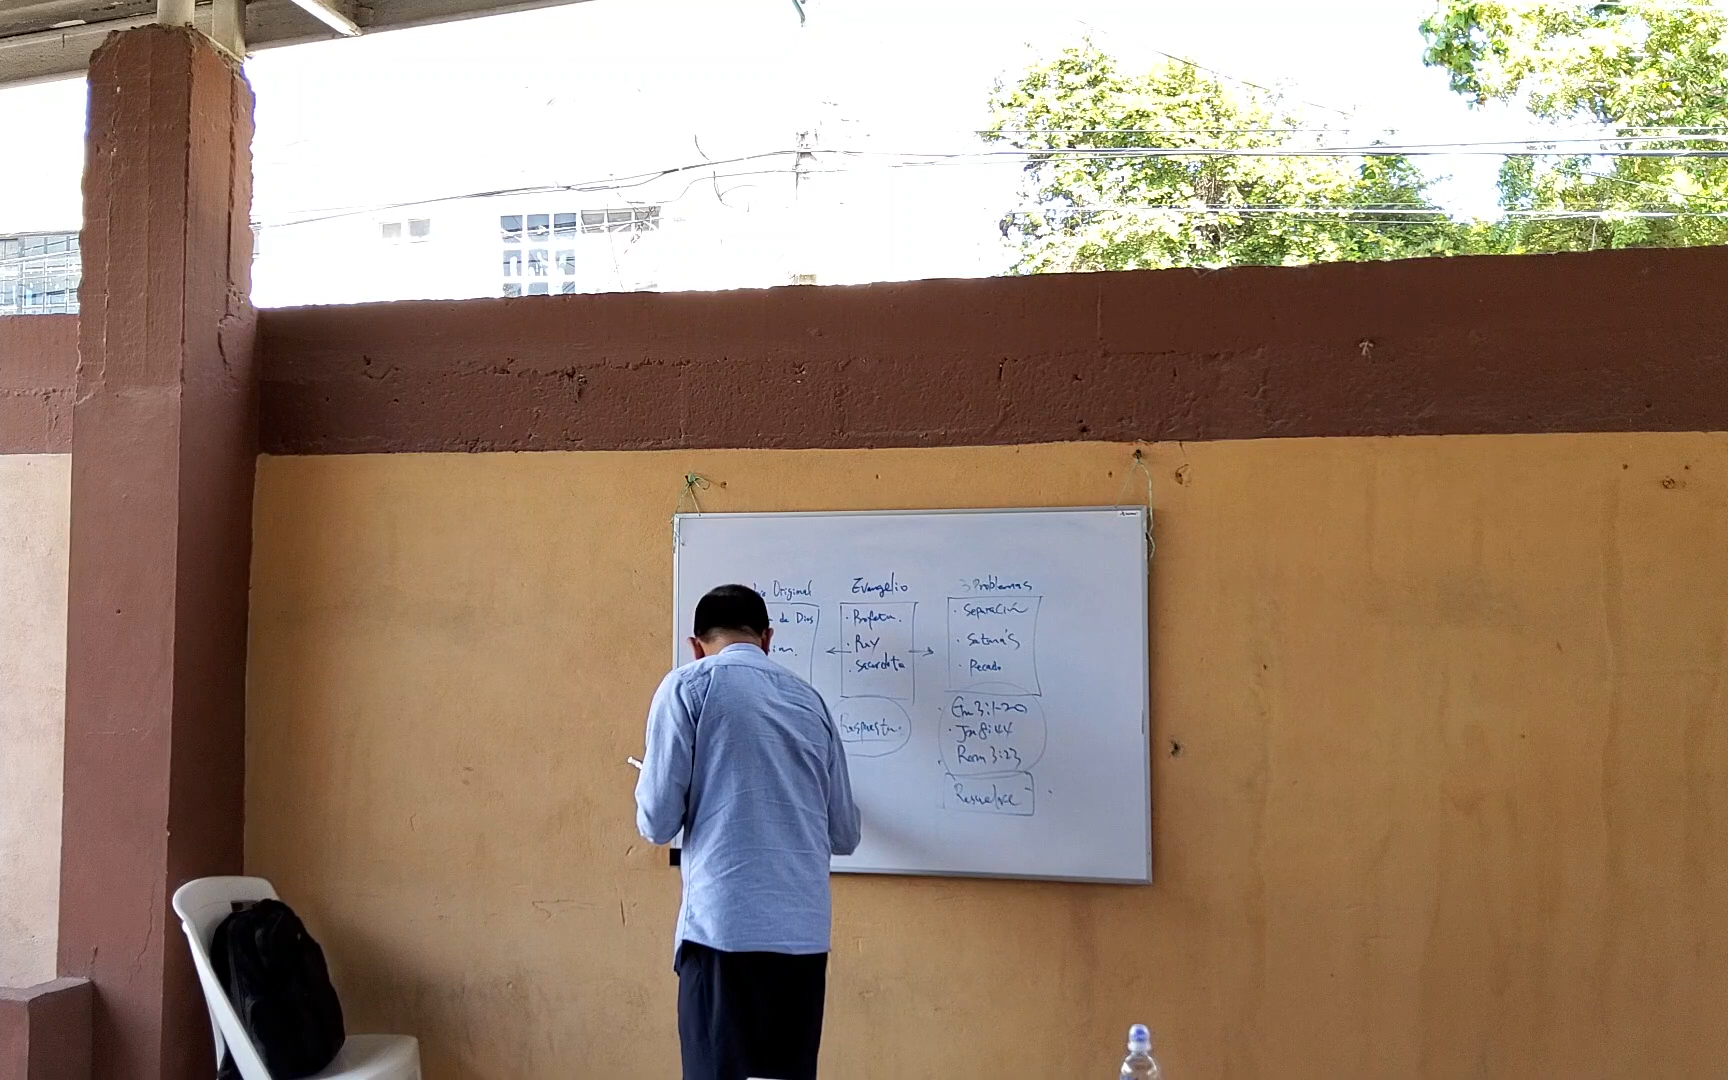 Original
de Dios
Evangelio
· Profeta.
· Rey
· Sacerdote
Respuesta.
3 Problemas
· Separación
· Satanás
· Pecado
Gen 3:1-20
· Jn 8:44
Rom 3:23
Resuelve